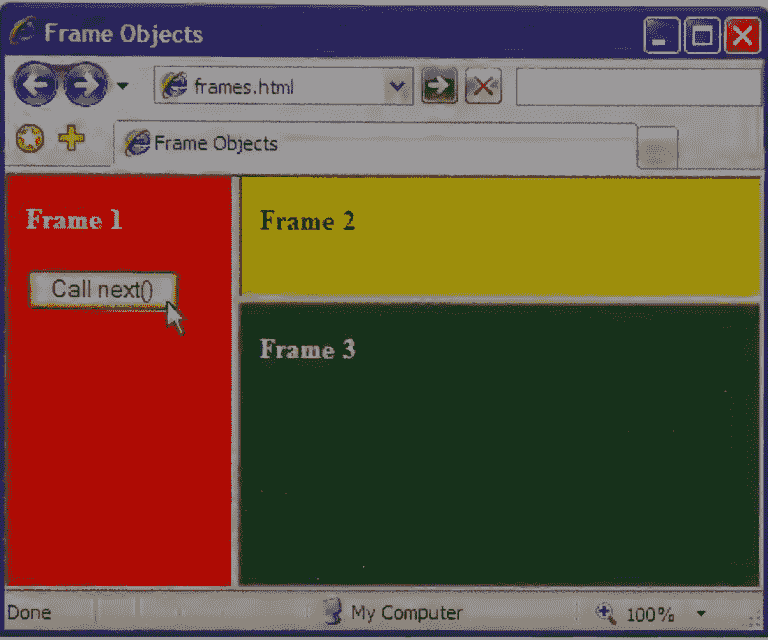 Frame Objects
frames.html
Frame Objects
Frame 1
Frame 2
Call next()
Frame 3
Done
My Computer
100%